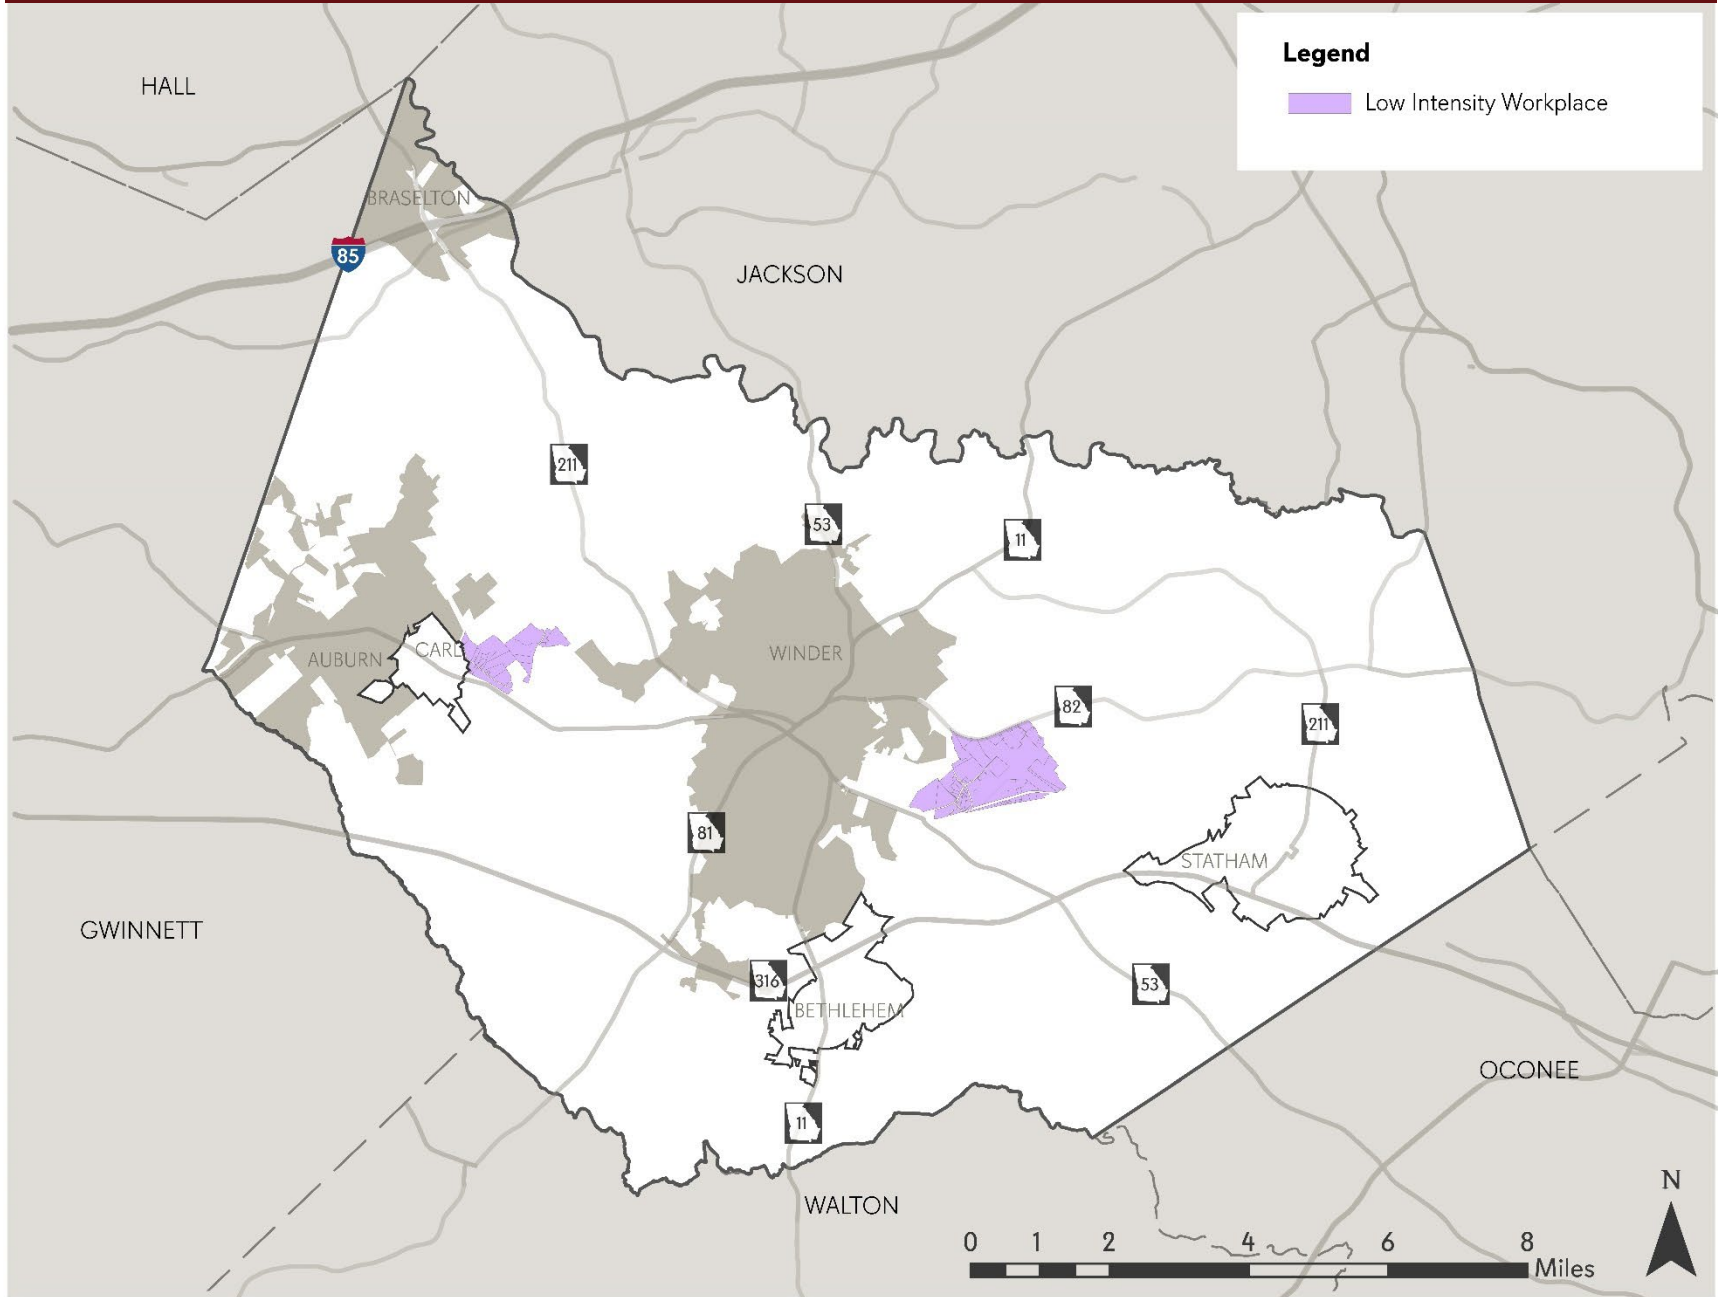 Legend
Low Intensity Workplace
HALL
BRASELTON
85
JACKSON
211
53
11
CARL
AUBURN
WINDER
82
211
81
STATHAM
GWINNETT
316
53
BETHLEHEM
OCONEE
11
WALTON
N
0 1 2 4 6 8
Miles